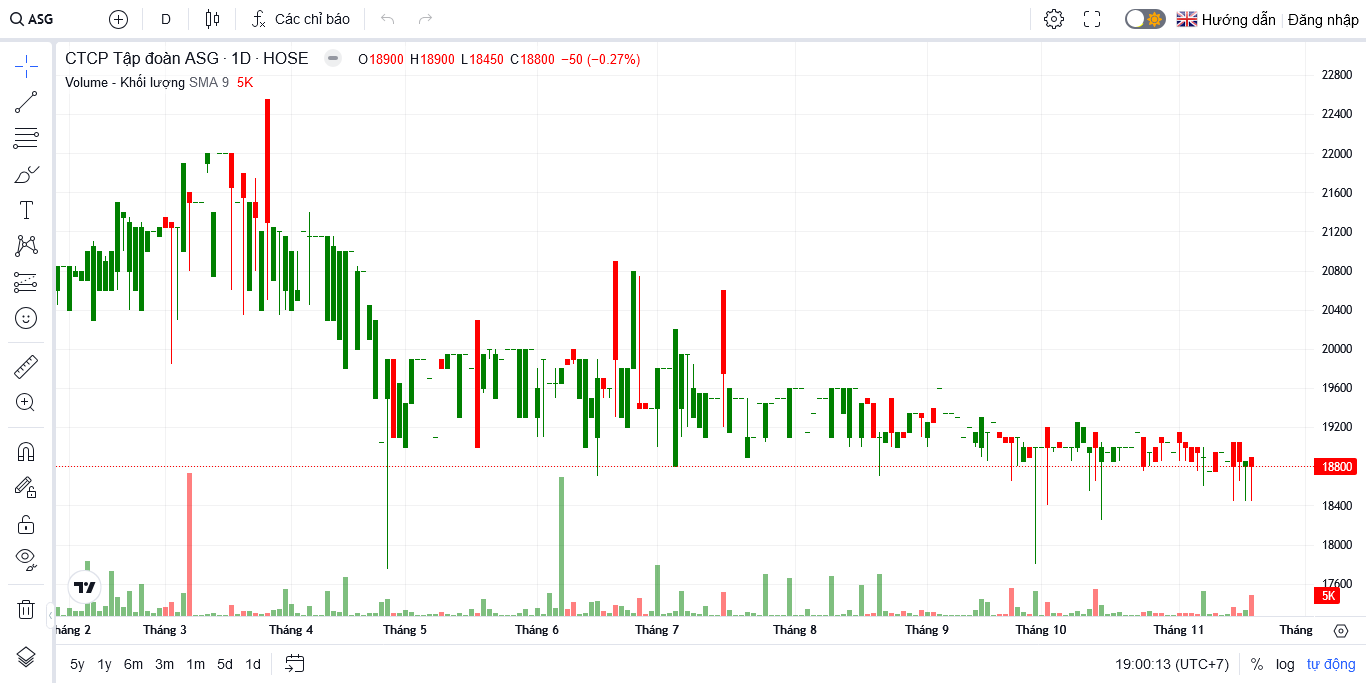 ASG D Các chỉ báo Hướng dẫn Đăng nhập
CTCP Tập đoàn ASG · 1D · HOSE O18900 H18900 L18450 C18800 −50 (−0.27%)
Volume - Khối lượng SMA 9 5K
22800
22400
22000
21600
21200
20800
20400
20000
19600
19200
18800
18400
18000
17600
5K
háng 2 Tháng 3 Tháng 4 Tháng 5 Tháng 6 Tháng 7 Tháng 8 Tháng 9 Tháng 10 Tháng 11 Tháng
5y 1y 6m 3m 1m 5d 1d 19:00:13 (UTC+7) % log tự động